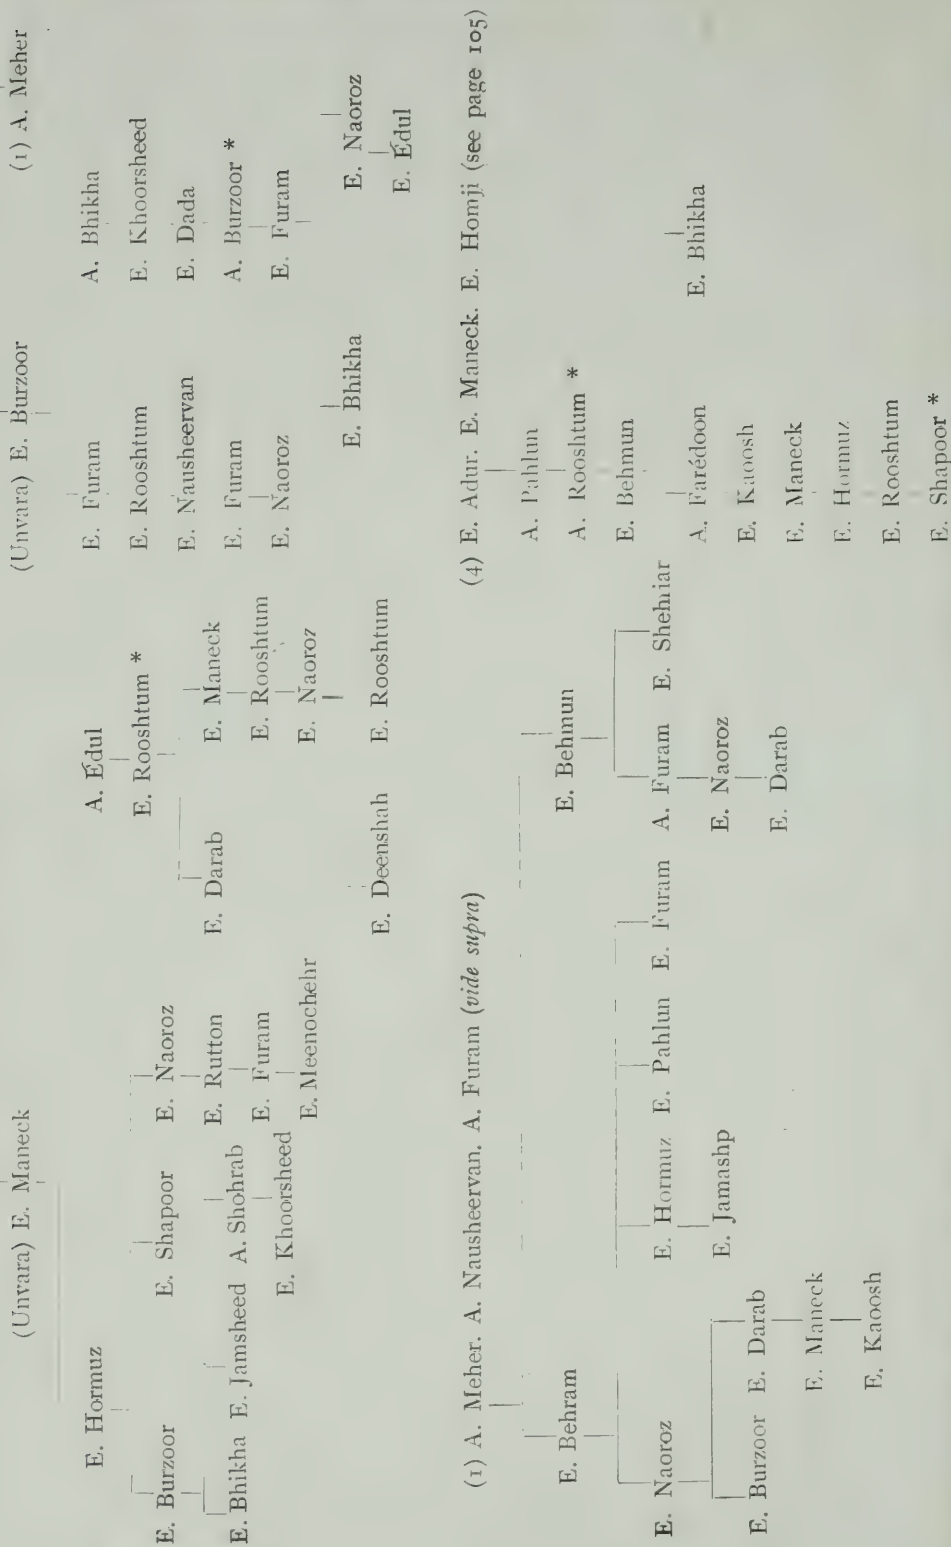 (Unvara) E. Maneck (Unvara) E. Burzoor (1) A. Meher
E. Hormuz A. Édul E. Furam A. Bhikha
E. Rooshtum * E. Rooshtum E. Khoorsheed
E. Burzoor E. Shapoor E. Naoroz
E. Nausheervan E. Dada
E. Rutton E. Darab E. Maneck
E. Bhikha E. Jamsheed A. Shohrab E. Furam A. Burzoor *
E. Furam E. Rooshtum
E. Khoorsheed E. Naoroz E. Furam
E. Meenochehr E. Naoroz
E. Bhikha E. Naoroz
E. Deenshah E. Rooshtum
E. Édul
(1) A. Meher. A. Nausheervan. A. Furam (vide supra) (4) E. Adur. E. Maneck. E. Homji (see page 105)
A. Pahlun
E. Behram E. Behmun A. Rooshtum *
E. Behmun
E. Naoroz E. Hormuz E. Pahlun E. Furam A. Furam E. Shehiar
A. Farédoon E. Bhikha
E. Jamashp E. Naoroz
E. Kaoosh
E. Burzoor E. Darab E. Darab
E. Maneck E. Maneck
E. Hormuz
E. Kaoosh E. Rooshtum
E. Shapoor *